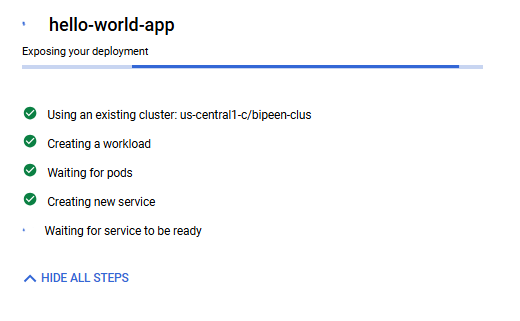 hello-world-app
Exposing your deployment
Using an existing cluster: us-central1-c/bipeen-clus
Creating a workload
Waiting for pods
Creating new service
Waiting for service to be ready
HIDE ALL STEPS